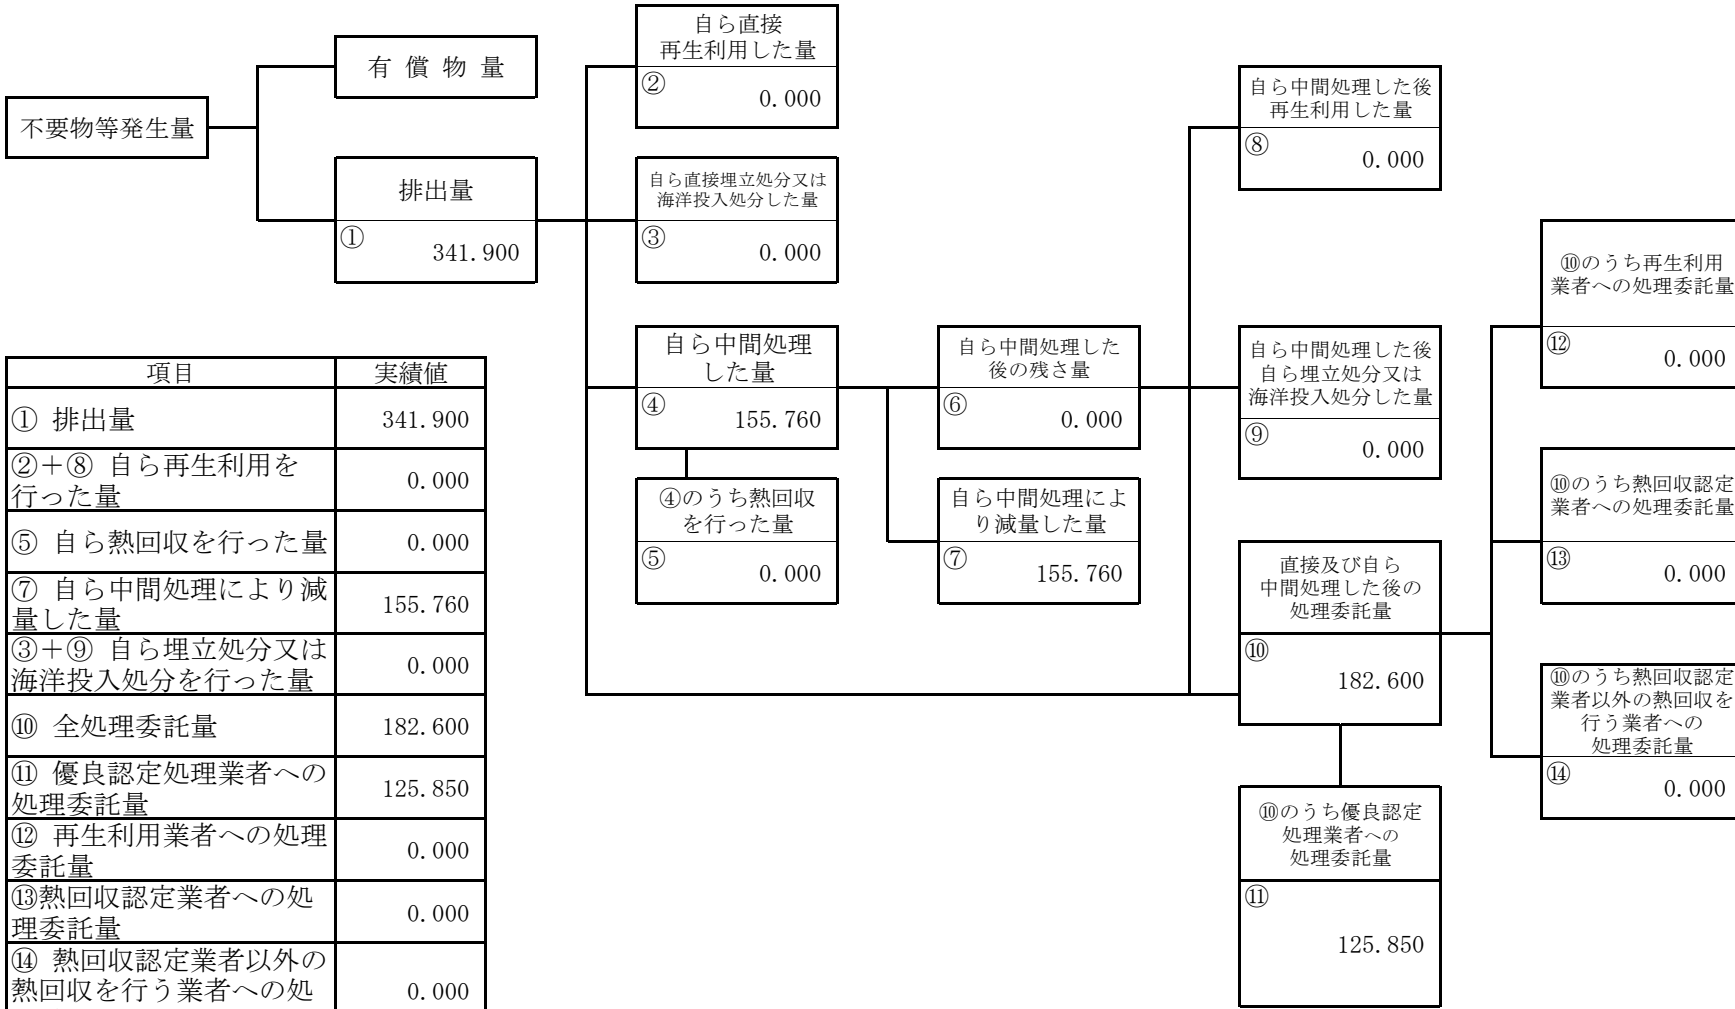 不要物等発生量
有 償 物 量
排出量
①
341.900
自ら直接
再生利用した量
②
0.000
自ら直接埋立処分又は
海洋投入処分した量
③
0.000
自ら中間処理
した量
④
155.760
④のうち熱回収
を行った量
⑤
0.000
自ら中間処理した
後の残さ量
⑥
0.000
自ら中間処理によ
り減量した量
⑦
155.760
自ら中間処理した後
再生利用した量
⑧
0.000
自ら中間処理した後
自ら埋立処分又は
海洋投入処分した量
⑨
0.000
直接及び自ら
中間処理した後の
処理委託量
⑩
182.600
⑩のうち優良認定
処理業者への
処理委託量
⑪
125.850
⑩のうち再生利用
業者への処理委託量
⑫
0.000
⑩のうち熱回収認定
業者への処理委託量
⑬
0.000
⑩のうち熱回収認定
業者以外の熱回収を
行う業者への
処理委託量
⑭
0.000
項目 実績値
① 排出量 341.900
②＋⑧ 自ら再生利用を
行った量 0.000
⑤ 自ら熱回収を行った量 0.000
⑦ 自ら中間処理により減
量した量 155.760
③＋⑨ 自ら埋立処分又は
海洋投入処分を行った量 0.000
⑩ 全処理委託量 182.600
⑪ 優良認定処理業者への
処理委託量 125.850
⑫ 再生利用業者への処理
委託量 0.000
⑬熱回収認定業者への処
理委託量 0.000
⑭ 熱回収認定業者以外の
熱回収を行う業者への処 0.000